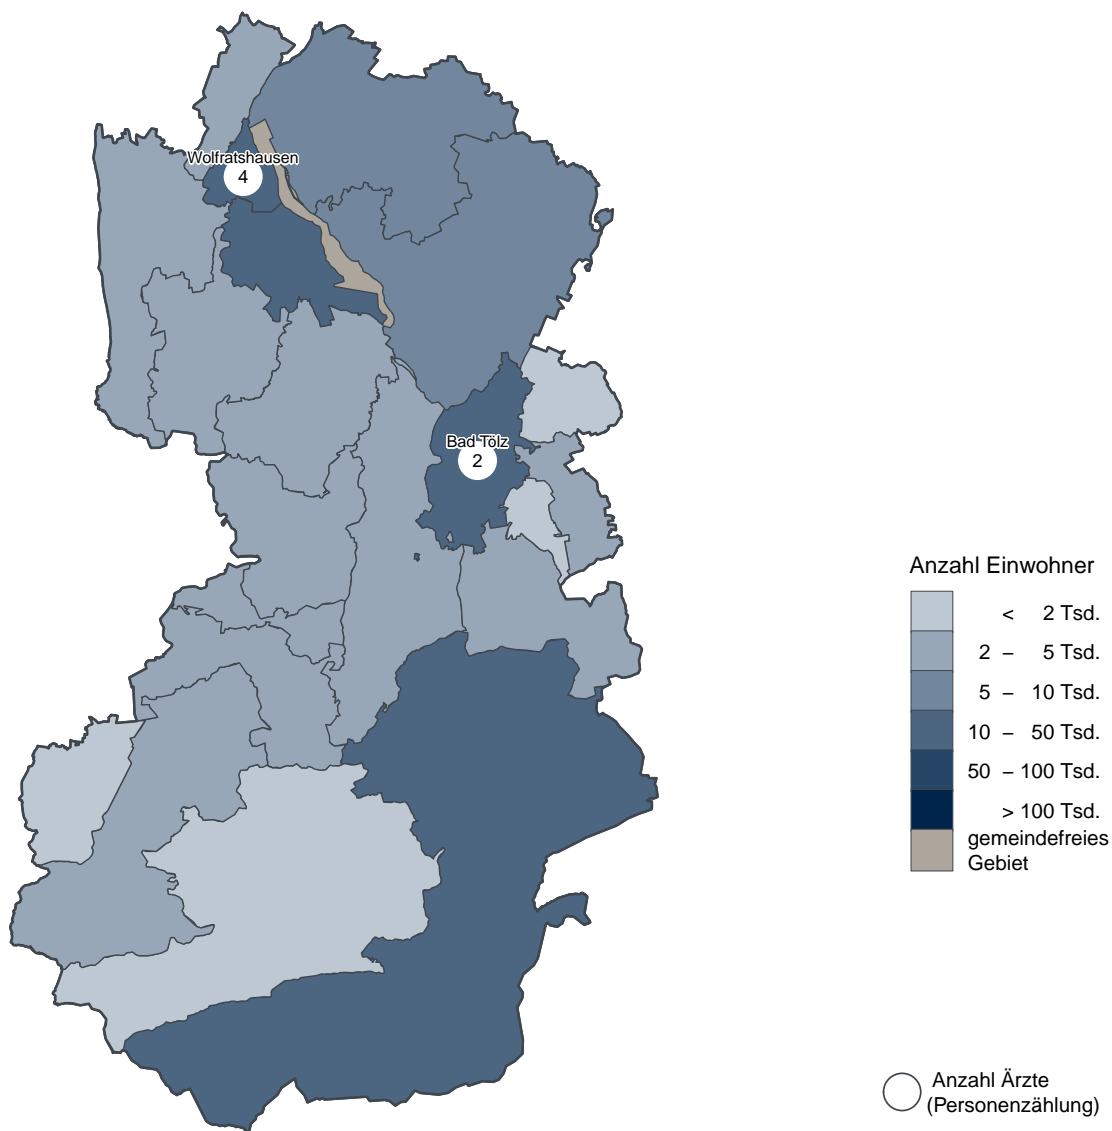 Wolfratshausen
4
Bad Tölz
2
Anzahl Einwohner
< 2 Tsd.
2 – 5 Tsd.
5 – 10 Tsd.
10 – 50 Tsd.
50 – 100 Tsd.
> 100 Tsd.
gemeindefreies
Gebiet
Anzahl Ärzte
(Personenzählung)